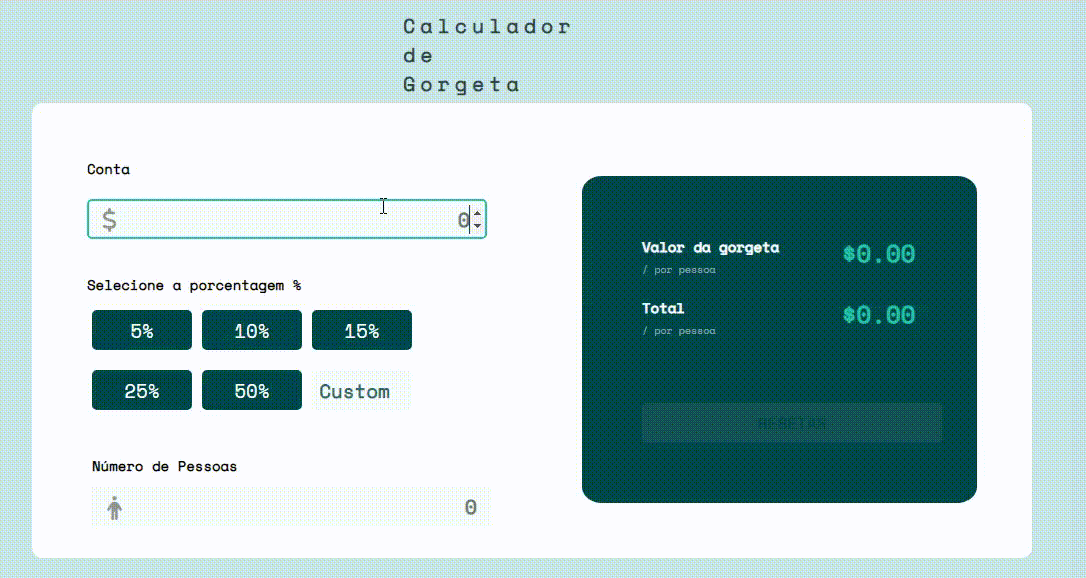 Calculador
de
Gorgeta
Conta
$ 0
Selecione a porcentagem %
5% 10% 15%
25% 50% Custom
Número de Pessoas
0
Valor da gorgeta $0.00
/ por pessoa
Total $0.00
/ por pessoa
RESETAR